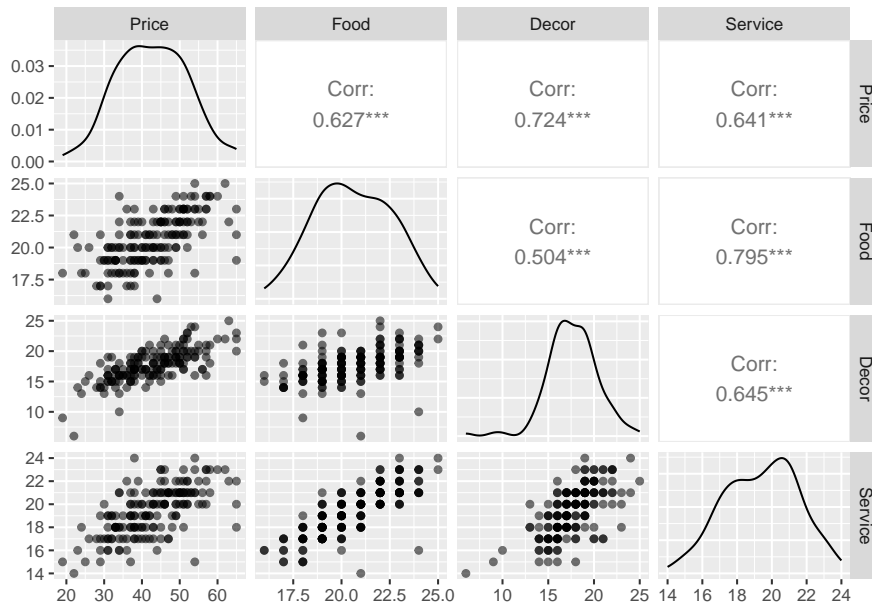 Price Food Decor Service
0.03
0.02
0.01
0.00
Corr: Corr: Corr:
0.627*** 0.724*** 0.641***
Price
25.0
22.5
20.0
17.5
Corr: Corr:
0.504*** 0.795***
Food
25
20
15
10
Corr:
0.645***
Decor
24
22
20
18
16
14
Service
20 30 40 50 60 17.5 20.0 22.5 25.0 10 15 20 25 14 16 18 20 22 24